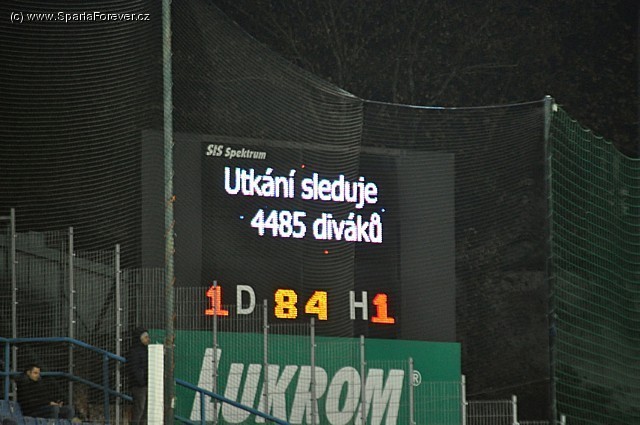 (c) www.SpartaForever.cz
SIS Spektrum
Utkání sleduje
4485 diváků
1 D 84 H 1
LUKROM®